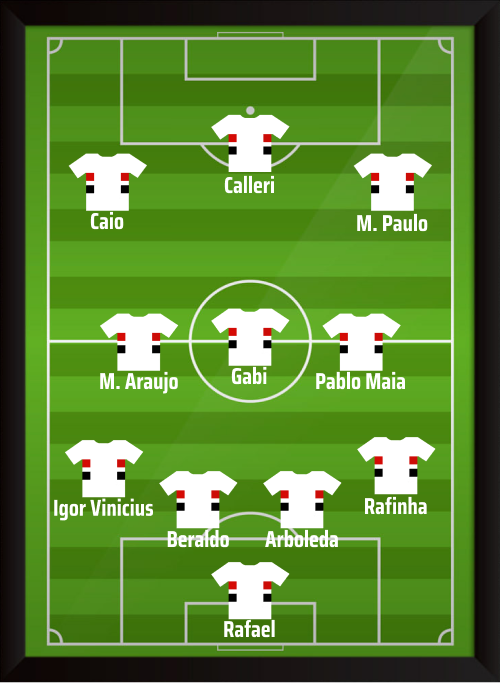 Calleri
Caio
M. Paulo
M. Araujo
Gabi
Pablo Maia
Igor Vinicius
Rafinha
Beraldo
Arboleda
Rafael